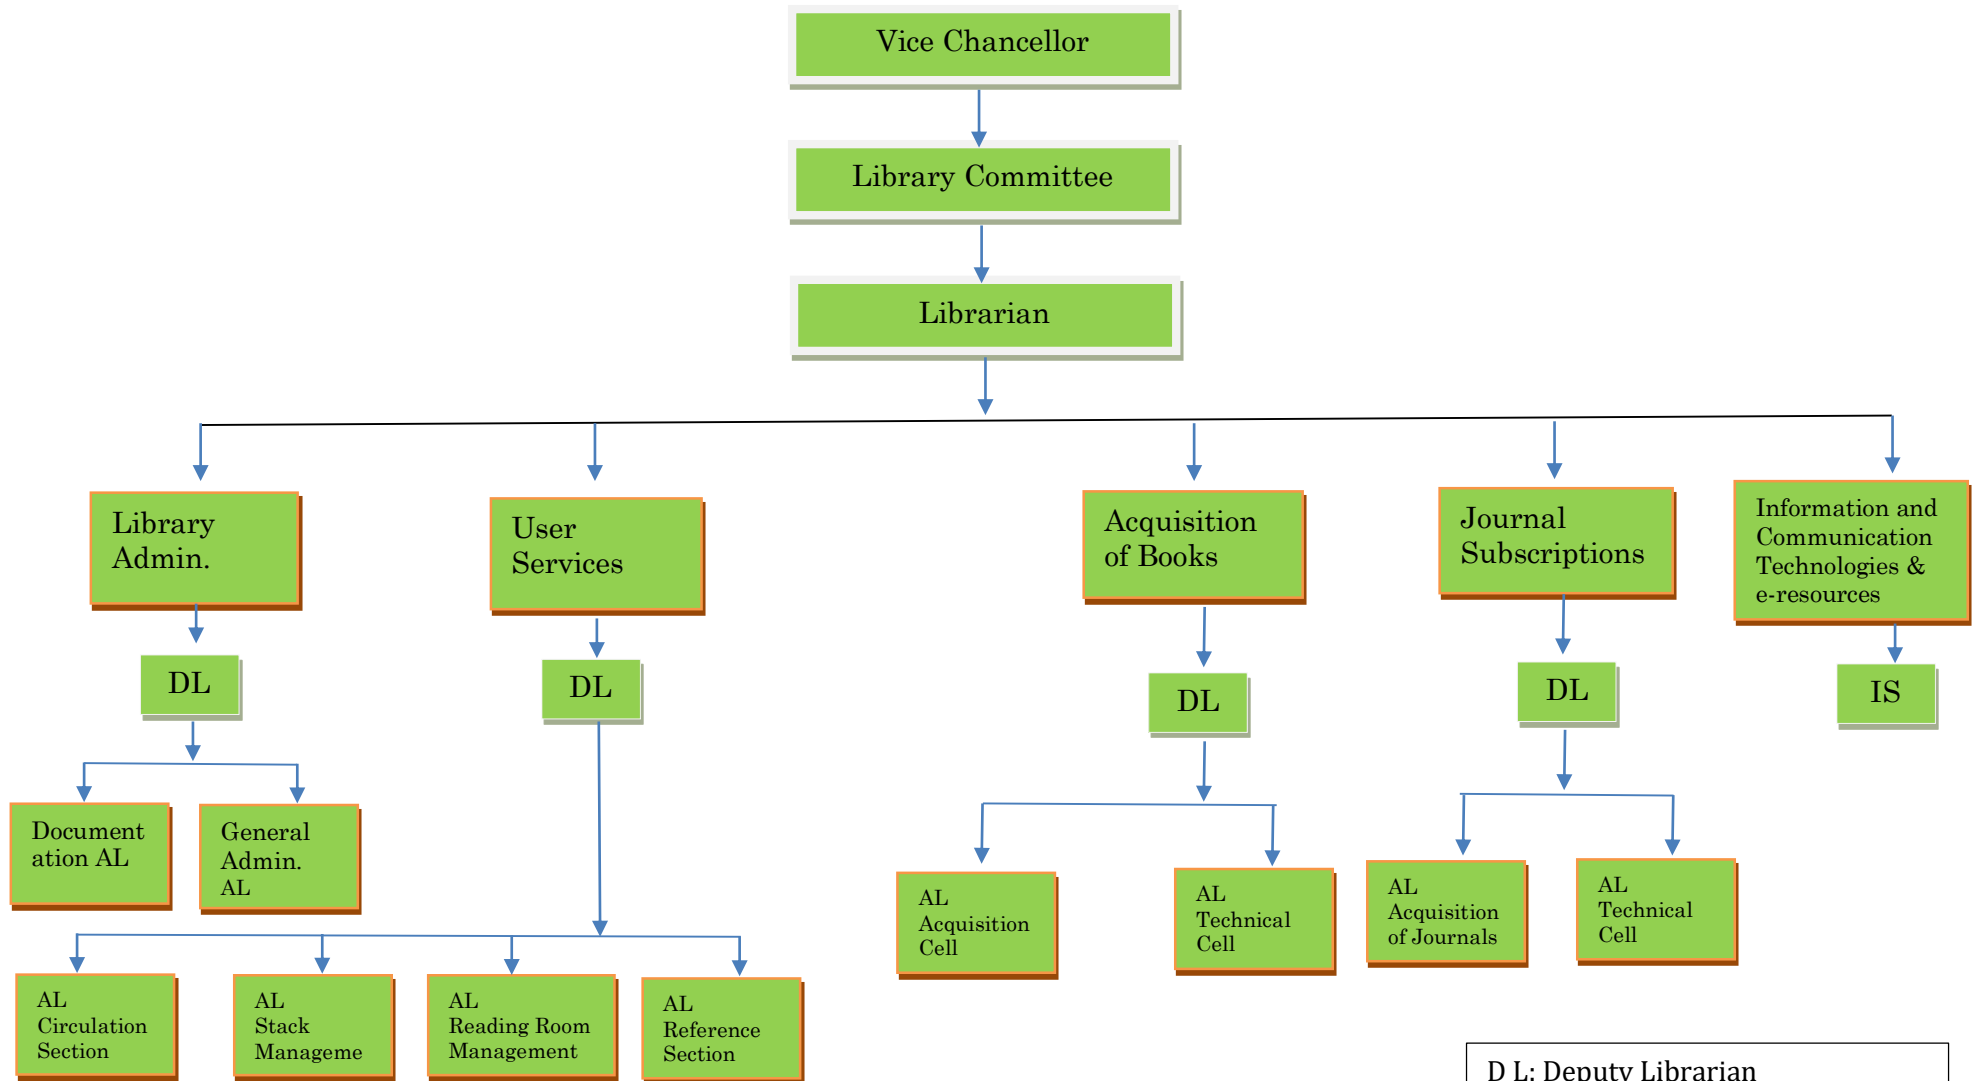 Vice Chancellor
Library Committee
Librarian
Library
Admin.
User
Services
Acquisition
of Books
Journal
Subscriptions
Information and
Communication
Technologies &
e-resources
DL
DL
DL
DL
IS
Document
ation AL
General
Admin.
AL
AL
Acquisition
Cell
AL
Technical
Cell
AL
Acquisition
of Journals
AL
Technical
Cell
AL
Circulation
Section
AL
Stack
Manageme
AL
Reading Room
Management
AL
Reference
Section
D L: Deputy Librarian